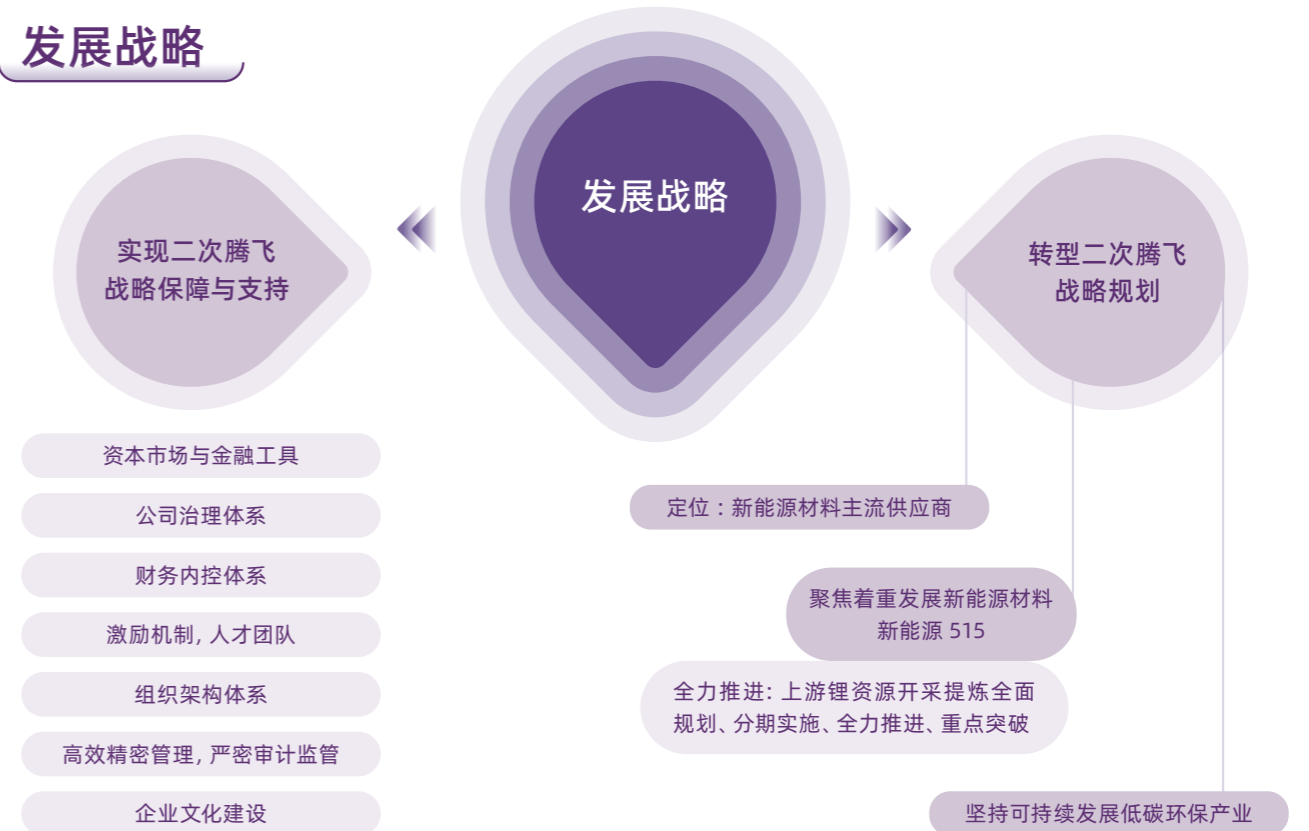 发展战略
发展战略
实现二次腾飞
战略保障与支持
资本市场与金融工具
公司治理体系
财务内控体系
激励机制, 人才团队
组织架构体系
高效精密管理, 严密审计监管
企业文化建设
转型二次腾飞
战略规划
定位：新能源材料主流供应商
聚焦着重发展新能源材料
新能源 515
全力推进: 上游锂资源开采提炼全面
规划、分期实施、全力推进、重点突破
坚持可持续发展低碳环保产业